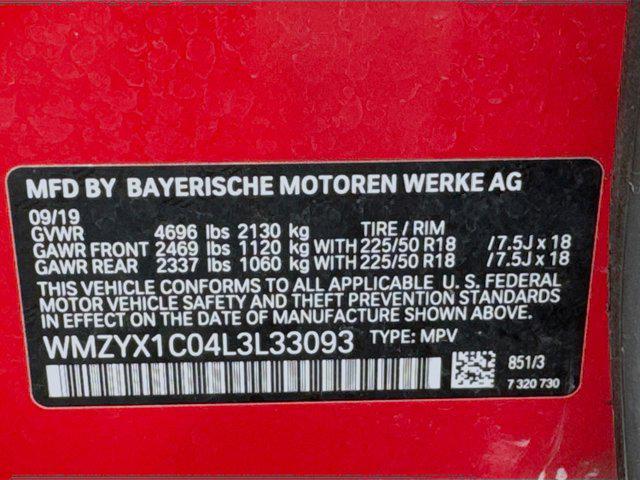 MFD BY BAYERISCHE MOTOREN WERKE AG
09/19
GVWR 4696 lbs 2130 kg TIRE / RIM
GAWR FRONT 2469 lbs 1120 kg WITH 225/50 R18 /7.5J x 18
GAWR REAR 2337 lbs 1060 kg WITH 225/50 R18 /7.5J x 18
THIS VEHICLE CONFORMS TO ALL APPLICABLE U. S. FEDERAL
MOTOR VEHICLE SAFETY AND THEFT PREVENTION STANDARDS
IN EFFECT ON THE DATE OF MANUFACTURE SHOWN ABOVE.
WMZYX1C04L3L33093 TYPE: MPV
851/3
7 320 730